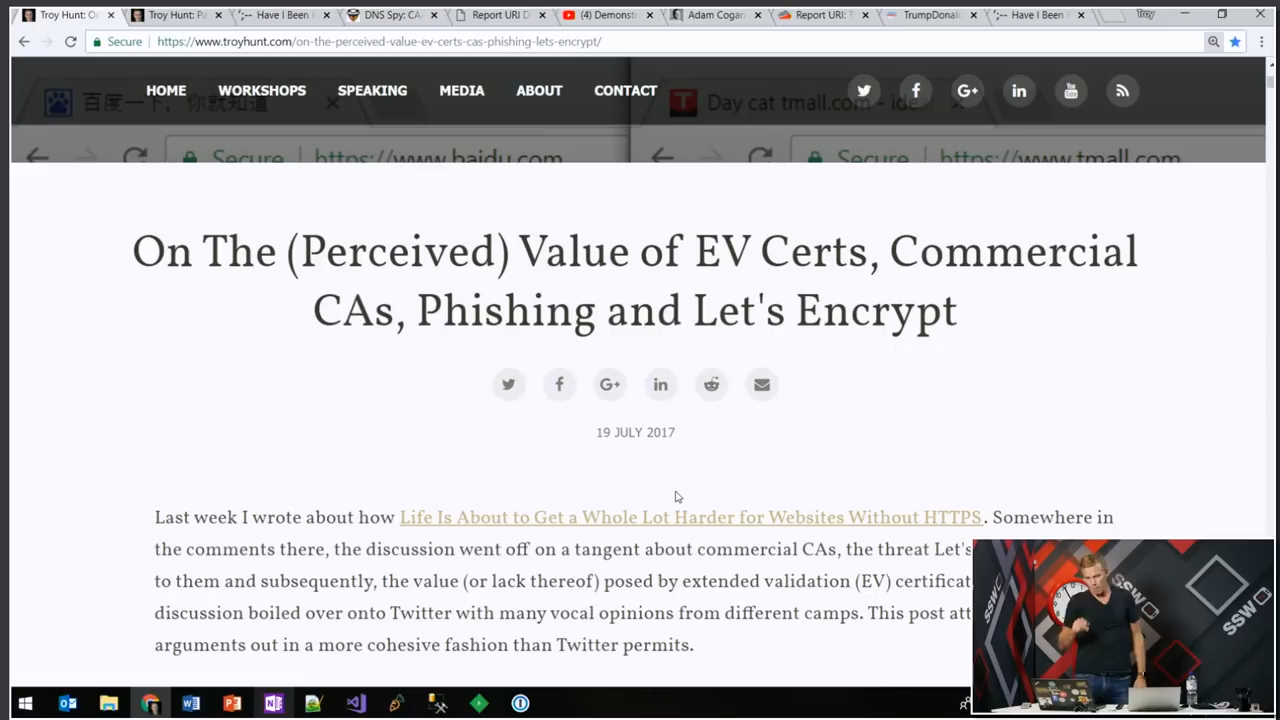 Troy Hunt: O
Troy Hunt: Pa
Have I Been
DNS Spy: CA
Report URI D
(4) Demonst
Adam Cogan
Report URI: T
TrumpDonal
Have I Been
Troy
Secure
https://www.troyhunt.com/on-the-perceived-value-ev-certs-cas-phishing-lets-encrypt/
百度一下，你就知道
Day cat tmall.com - ide
HOME
WORKSHOPS
SPEAKING
MEDIA
ABOUT
CONTACT
Secure
https://www.baidu.com
Secure
https://www.tmall.com
On The (Perceived) Value of EV Certs, Commercial
CAs, Phishing and Let's Encrypt
19 JULY 2017
Last week I wrote about how Life Is About to Get a Whole Lot Harder for Websites Without HTTPS. Somewhere in
the comments there, the discussion went off on a tangent about commercial CAs, the threat Let's
to them and subsequently, the value (or lack thereof) posed by extended validation (EV) certificat
discussion boiled over onto Twitter with many vocal opinions from different camps. This post att
arguments out in a more cohesive fashion than Twitter permits.
SSW
SSW
SSW